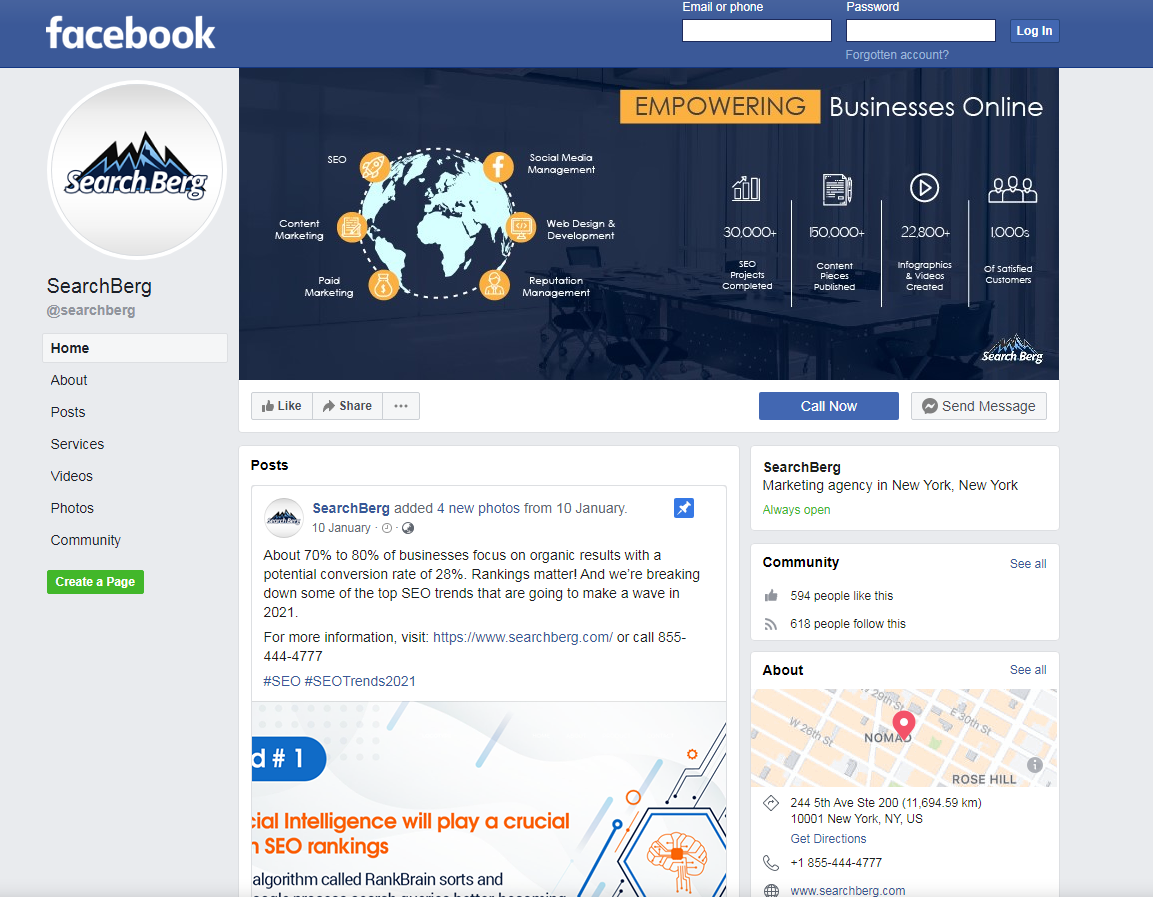 facebook
Email or phone
Password
Log In
Forgotten account?
Search Berg
SearchBerg
@searchberg
Home
About
Posts
Services
Videos
Photos
Community
Create a Page
EMPOWERING Businesses Online
SEO
Social Media
Management
Content
Marketing
Web Design &
Development
Paid
Marketing
Reputation
Management
30,000+
SEO
Projects
Completed
150,000+
Content
Pieces
Published
22,800+
Infographics
& Videos
Created
1,000s
Of Satisfied
Customers
Search Berg
Like
Share
Call Now
Send Message
Posts
SearchBerg added 4 new photos from 10 January.
10 January
About 70% to 80% of businesses focus on organic results with a
potential conversion rate of 28%. Rankings matter! And we're breaking
down some of the top SEO trends that are going to make a wave in
2021.
For more information, visit: https://www.searchberg.com/ or call 855-
444-4777
#SEO #SEOTrends2021
d # 1
cial Intelligence will play a crucial
n SEO rankings
algorithm called RankBrain sorts and
process search queries better becoming
SearchBerg
Marketing agency in New York, New York
Always open
Community
See all
594 people like this
618 people follow this
About
See all
W 29th St
E 30th St
W 26th St
NOMAD
ROSE HILL
244 5th Ave Ste 200 (11,694.59 km)
10001 New York, NY, US
Get Directions
+1 855-444-4777
www.searchberg.com